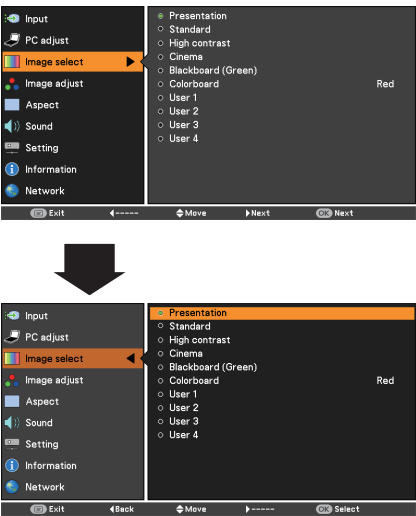 Input
PC adjust
Image select
Image adjust
Aspect
Sound
Setting
Information
Network
Presentation
Standard
High contrast
Cinema
Blackboard (Green)
Colorboard Red
User 1
User 2
User 3
User 4
Exit ----- Move Next OK Next
Input
PC adjust
Image select
Image adjust
Aspect
Sound
Setting
Information
Network
Presentation
Standard
High contrast
Cinema
Blackboard (Green)
Colorboard Red
User 1
User 2
User 3
User 4
Exit Back Move ----- OK Select